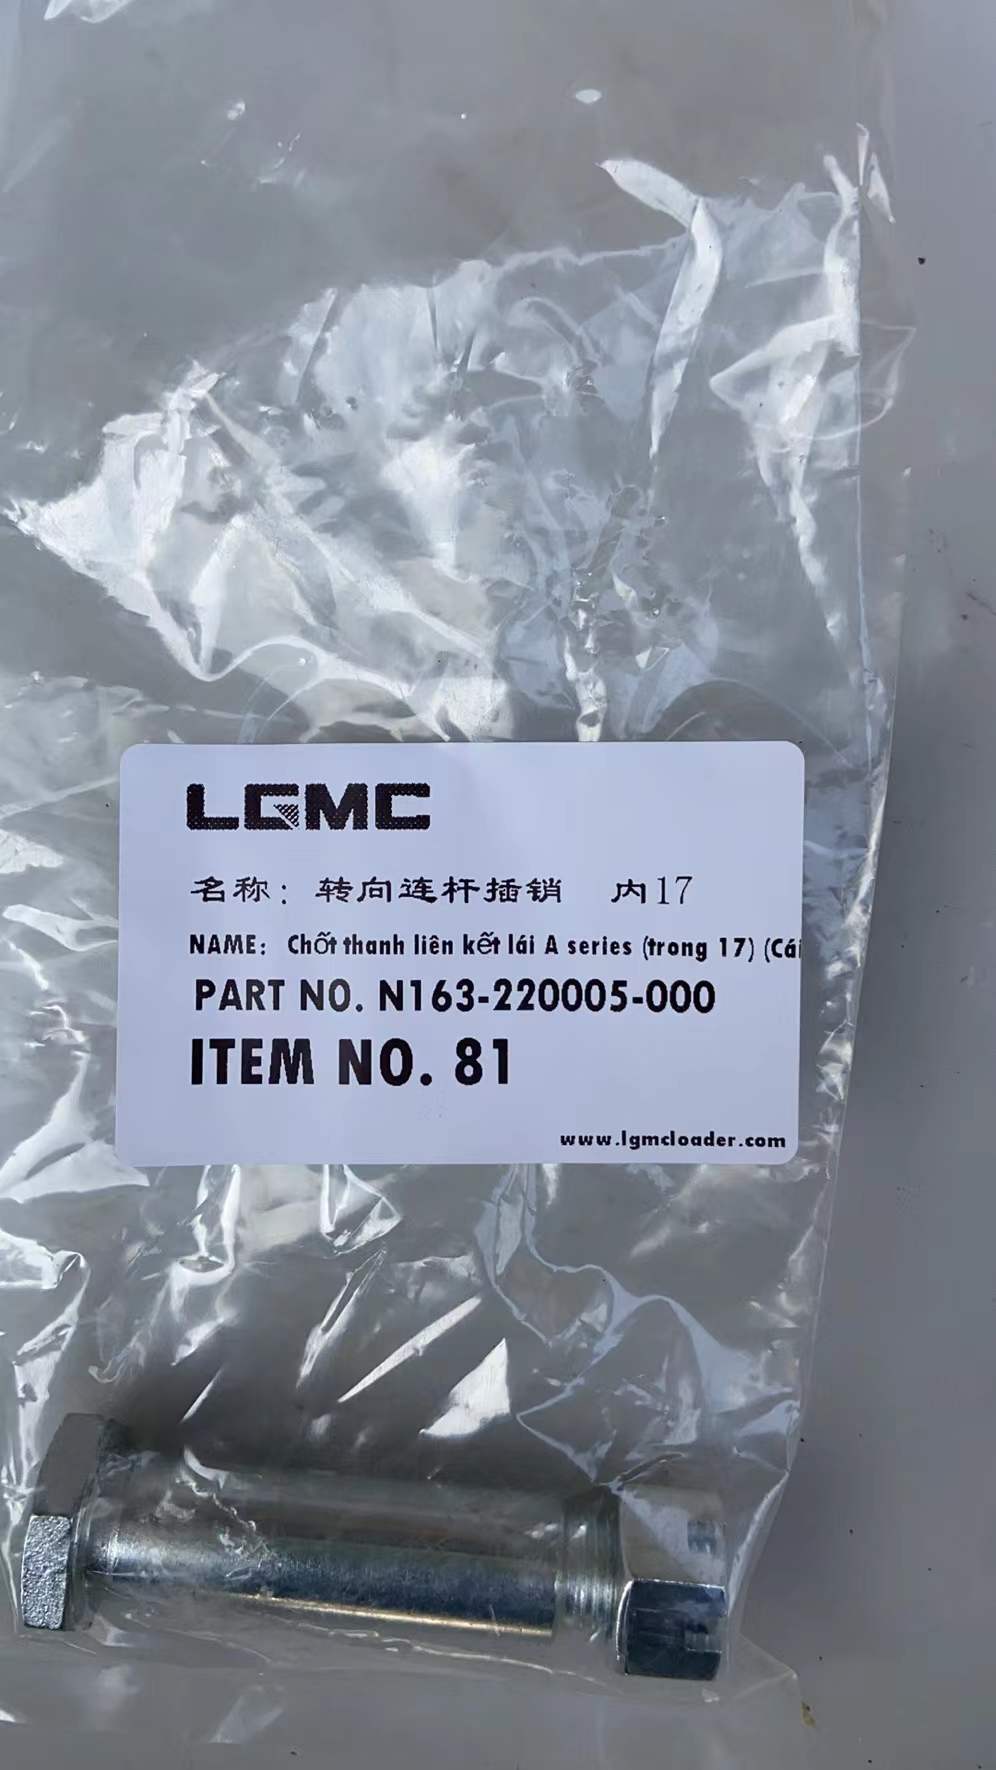 LGMC
名称：转向连杆插销 内17
NAME: Chốt thanh liên kết lái A series (trong 17) (Cái
PART NO. N163-220005-000
ITEM NO. 81
www.lgmcloader.com